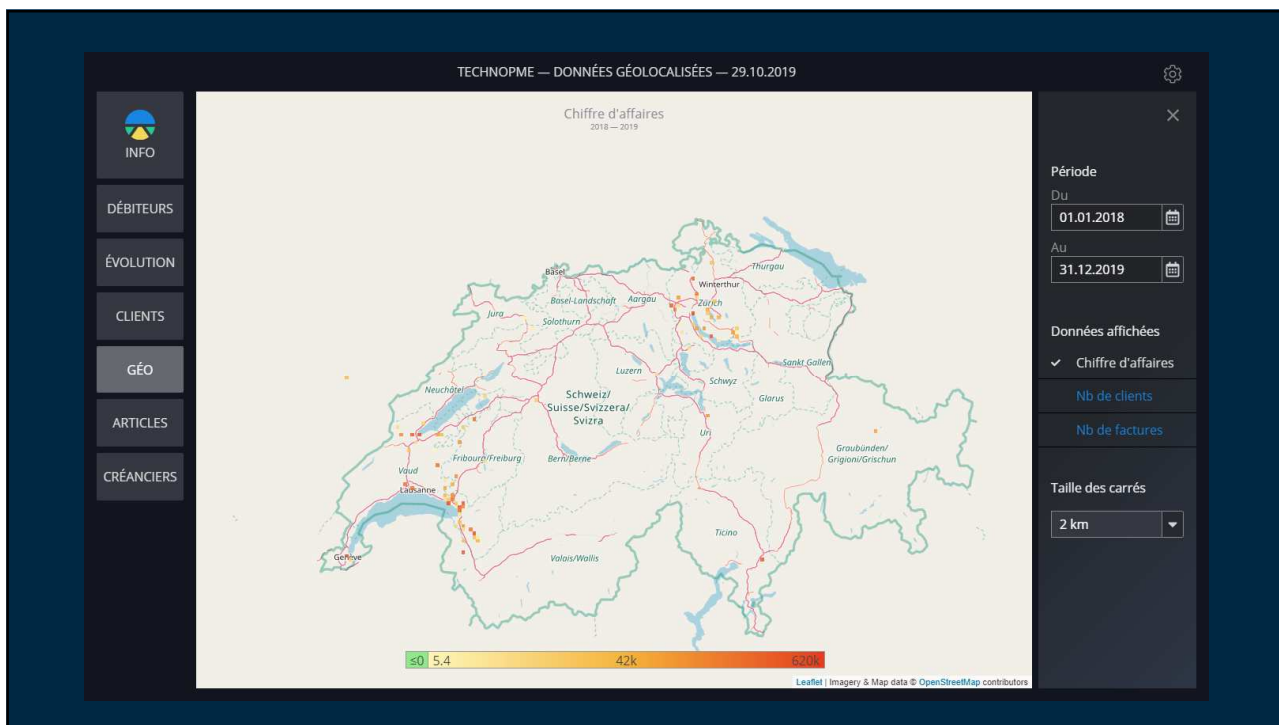 TECHNOPME — DONNÉES GÉOLOCALISÉES — 29.10.2019
INFO
DÉBITEURS
ÉVOLUTION
CLIENTS
GÉO
ARTICLES
CRÉANCIERS
Chiffre d'affaires
2018 — 2019
Basel
Thurgau
Winterthur
Basel-Landschaft
Aargau
Zürich
Jura
Solothurn
Sankt Gallen
Luzern
Schwyz
Neuchâtel
Schweiz/
Suisse/Svizzera/
Svizra
Glarus
Uri
Graubünden/
Grigioni/Grischun
Fribourg/Freiburg
Bern/Berne
Vaud
Lausanne
Ticino
Genève
Valais/Wallis
≤0 5.4 42k 620k
Leaflet | Imagery & Map data © OpenStreetMap contributors
Période
Du
01.01.2018
Au
31.12.2019
Données affichées
Chiffre d'affaires
Nb de clients
Nb de factures
Taille des carrés
2 km